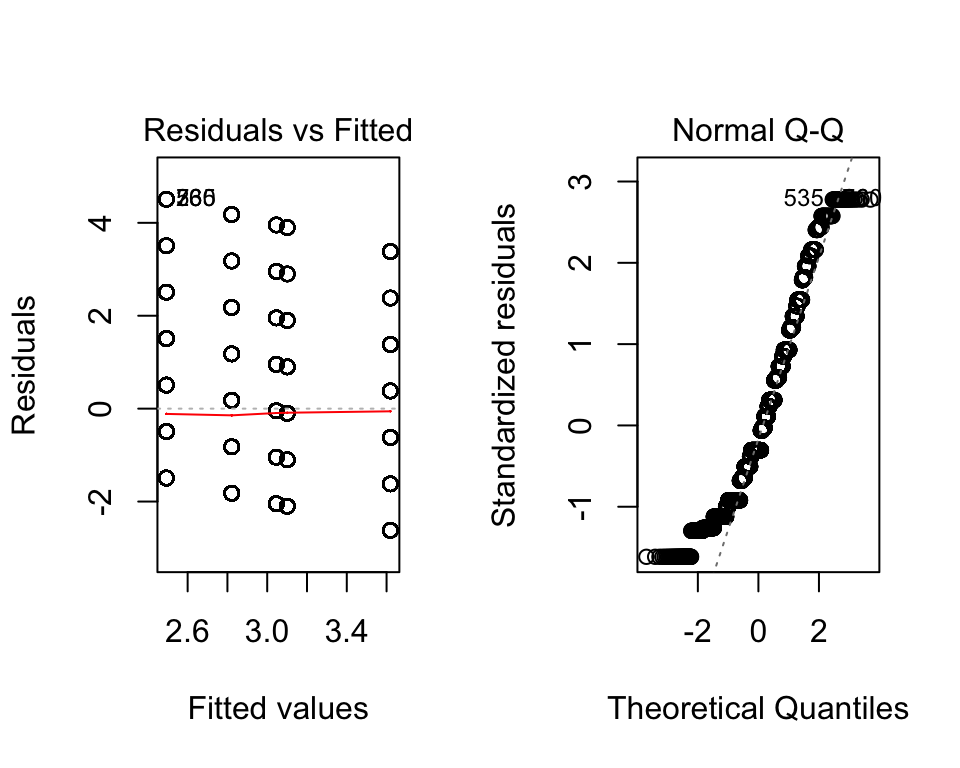 Residuals vs Fitted
Residuals
4
2
0
-2
2.6
3.0
3.4
Fitted values
Normal Q-Q
Standardized residuals
3
2
1
0
-1
535
-2
0
2
Theoretical Quantiles